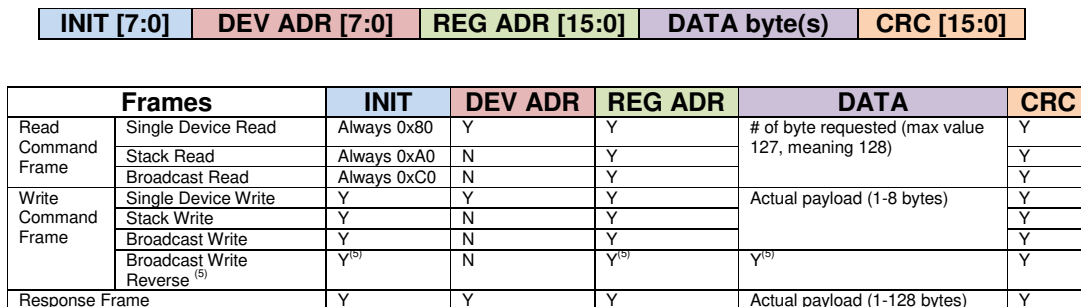 INIT [7:0] DEV ADR [7:0] REG ADR [15:0] DATA byte(s) CRC [15:0]
Frames INIT DEV ADR REG ADR DATA CRC
Read Command Frame Single Device Read Always 0x80 Y Y # of byte requested (max value 127, meaning 128) Y
Stack Read Always 0xA0 N Y Y
Broadcast Read Always 0xC0 N Y Y
Write Command Frame Single Device Write Y Y Y Actual payload (1-8 bytes) Y
Stack Write Y N Y Y
Broadcast Write Y N Y Y
Broadcast Write Reverse (5) Y(5) N Y(5) Y(5) Y
Response Frame Y Y Y Actual payload (1-128 bytes) Y